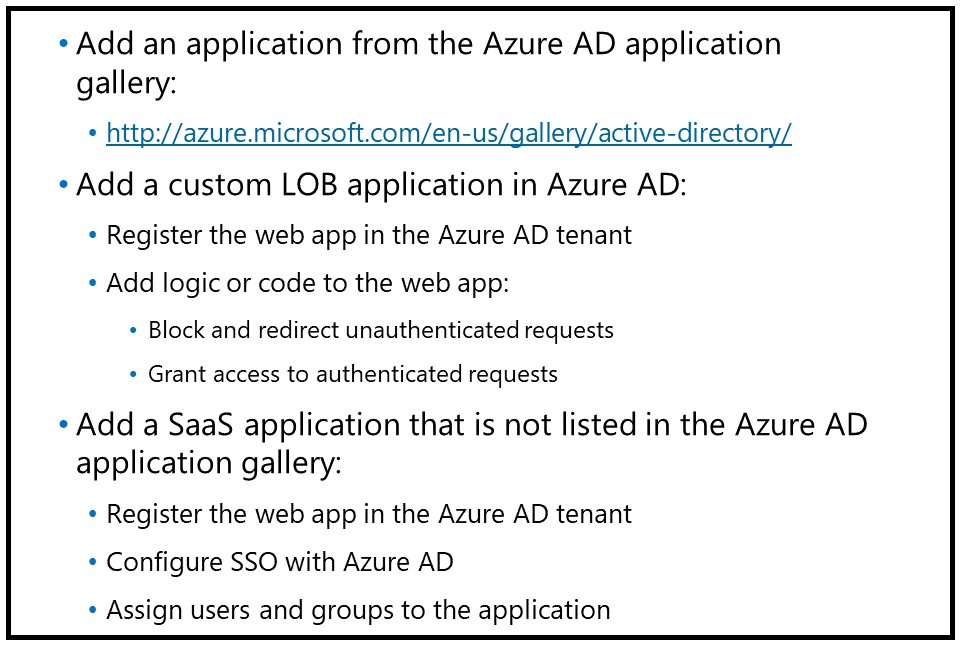 • Add an application from the Azure AD application
gallery:
• http://azure.microsoft.com/en-us/gallery/active-directory/
• Add a custom LOB application in Azure AD:
• Register the web app in the Azure AD tenant
• Add logic or code to the web app:
• Block and redirect unauthenticated requests
• Grant access to authenticated requests
• Add a SaaS application that is not listed in the Azure AD
application gallery:
• Register the web app in the Azure AD tenant
• Configure SSO with Azure AD
• Assign users and groups to the application